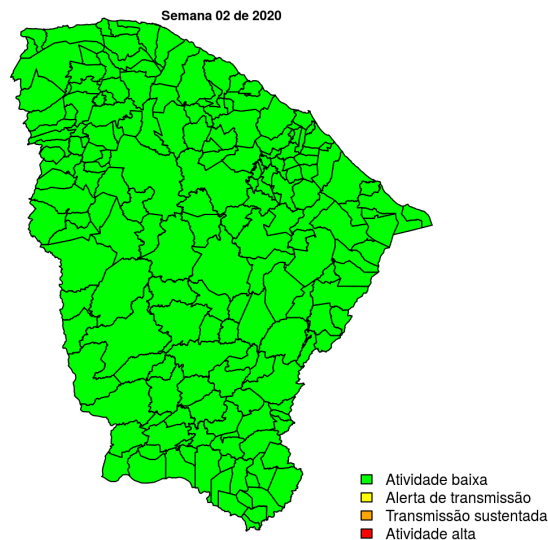 Semana 02 de 2020
Atividade baixa
Alerta de transmissão
Transmissão sustentada
Atividade alta